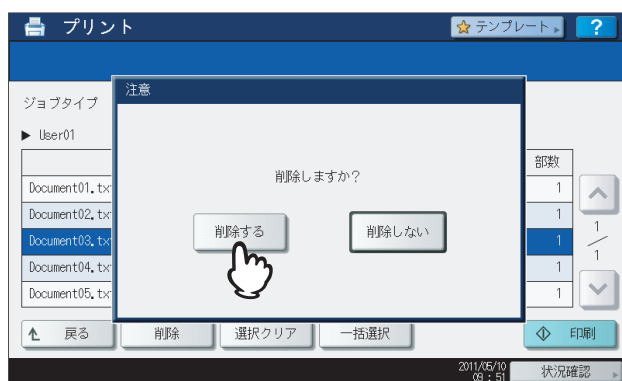 プリント
テンプレート
?
注意
ジョブタイプ
User01
部数
削除しますか?
Document01.tx
1
Document02.tx
1
削除する
削除しない
Document03.tx
1
1
1
Document04.tx
1
Document05.tx
1
戻る
削除
選択クリア
一括選択
印刷
2011/05/10
09:51
状況確認